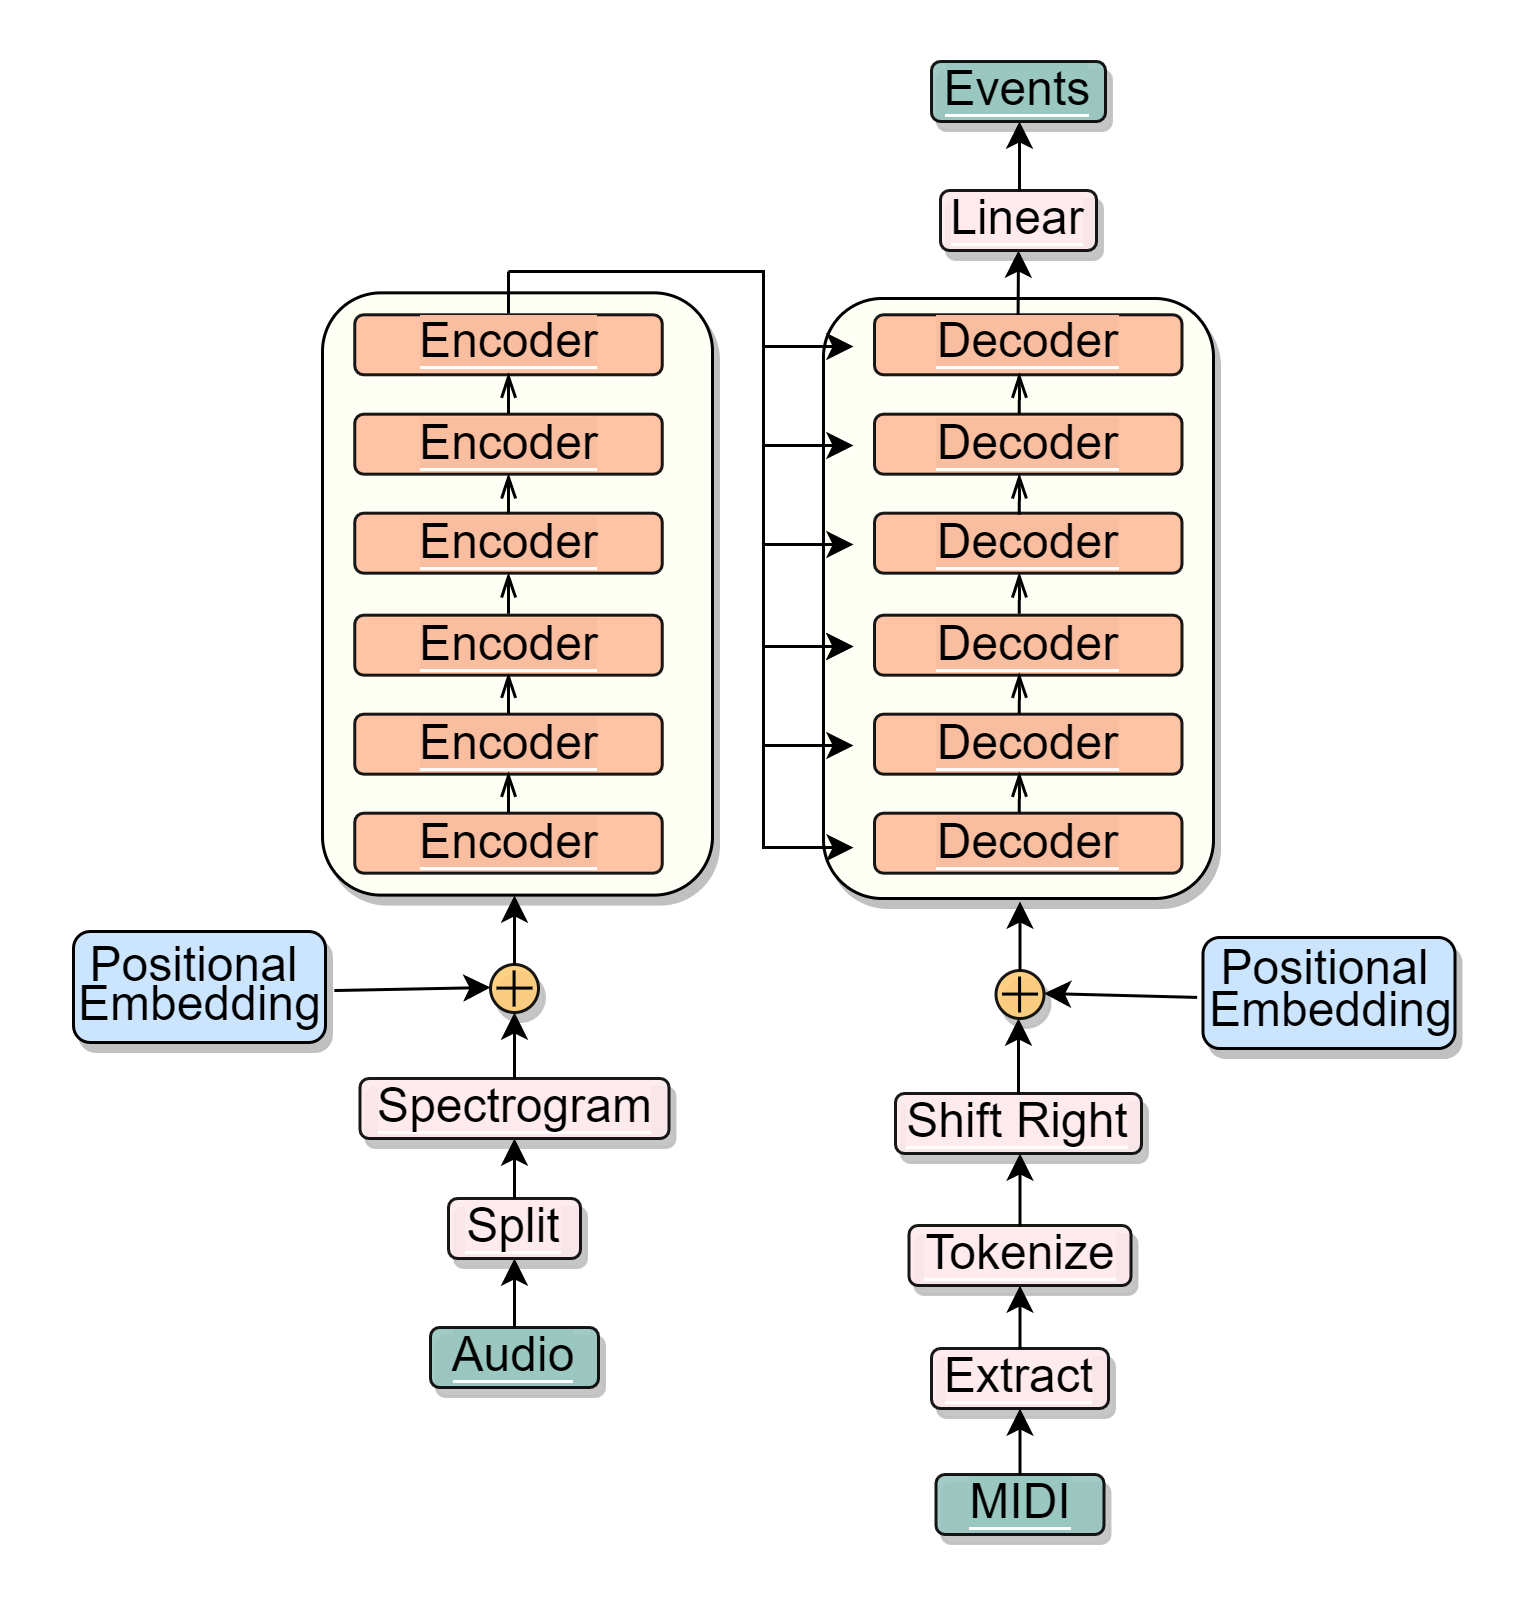 Events
Linear
Encoder
Encoder
Encoder
Encoder
Encoder
Encoder
Decoder
Decoder
Decoder
Decoder
Decoder
Decoder
Positional
Embedding
Positional
Embedding
Spectrogram
Split
Audio
Shift Right
Tokenize
Extract
MIDI